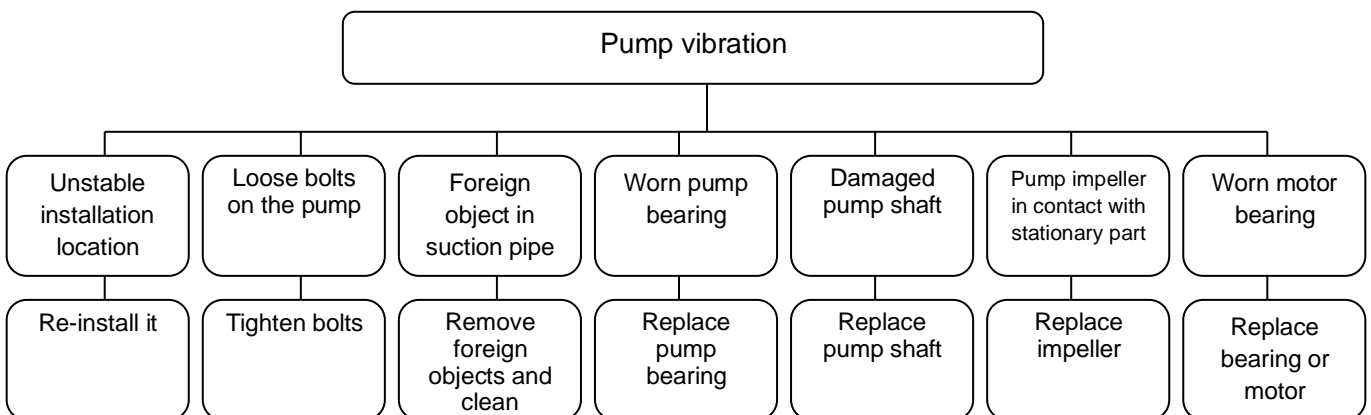 Pump vibration
Unstable
installation
location
Loose bolts
on the pump
Foreign
object in
suction pipe
Worn pump
bearing
Damaged
pump shaft
Pump impeller
in contact with
stationary part
Worn motor
bearing
Re-install it
Tighten bolts
Remove
foreign
objects and
clean
Replace
pump
bearing
Replace
pump shaft
Replace
impeller
Replace
bearing or
motor